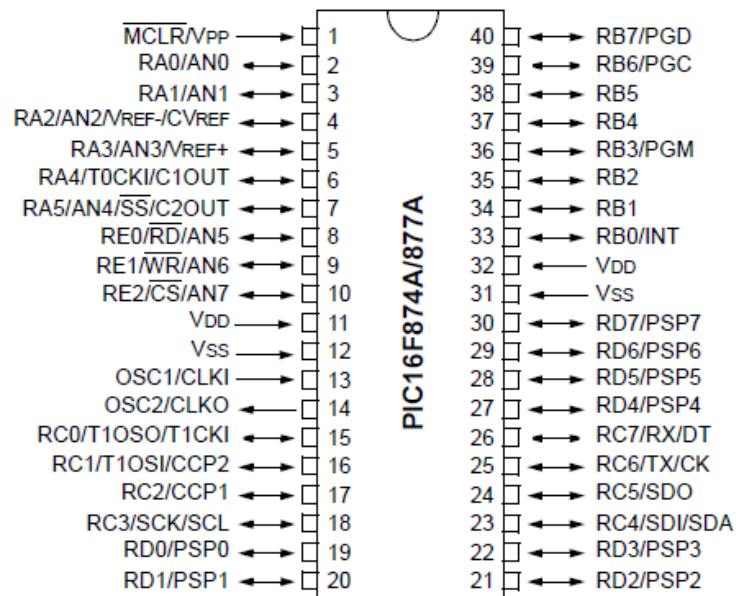 MCLR/VPP 1 40 RB7/PGD
RA0/AN0 2 39 RB6/PGC
RA1/AN1 3 38 RB5
RA2/AN2/VREF-/CVREF 4 37 RB4
RA3/AN3/VREF+ 5 36 RB3/PGM
RA4/T0CKI/C1OUT 6 35 RB2
RA5/AN4/SS/C2OUT 7 34 RB1
RE0/RD/AN5 8 33 RB0/INT
RE1/WR/AN6 9 32 VDD
RE2/CS/AN7 10 31 VSS
VDD 11 30 RD7/PSP7
VSS 12 29 RD6/PSP6
OSC1/CLKI 13 28 RD5/PSP5
OSC2/CLKO 14 27 RD4/PSP4
RC0/T1OSO/T1CKI 15 26 RC7/RX/DT
RC1/T1OSI/CCP2 16 25 RC6/TX/CK
RC2/CCP1 17 24 RC5/SDO
RC3/SCK/SCL 18 23 RC4/SDI/SDA
RD0/PSP0 19 22 RD3/PSP3
RD1/PSP1 20 21 RD2/PSP2
PIC16F874A/877A